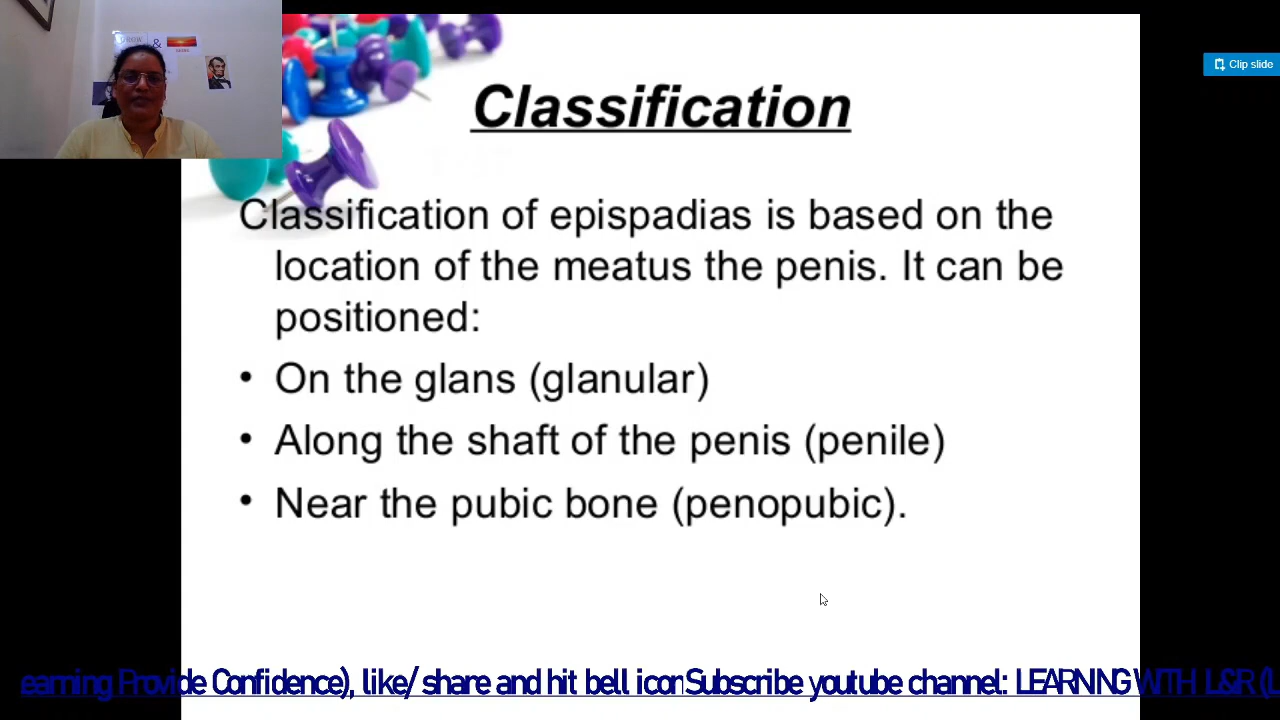 &
Clip slide
Classification
Classification of epispadias is based on the
location of the meatus the penis. It can be
positioned:
• On the glans (glanular)
• Along the shaft of the penis (penile)
• Near the pubic bone (penopubic).
earning Provide Confidence), like/ share and hit bell icon Subscribe youtube channel: LEARNING WITH L&R (L